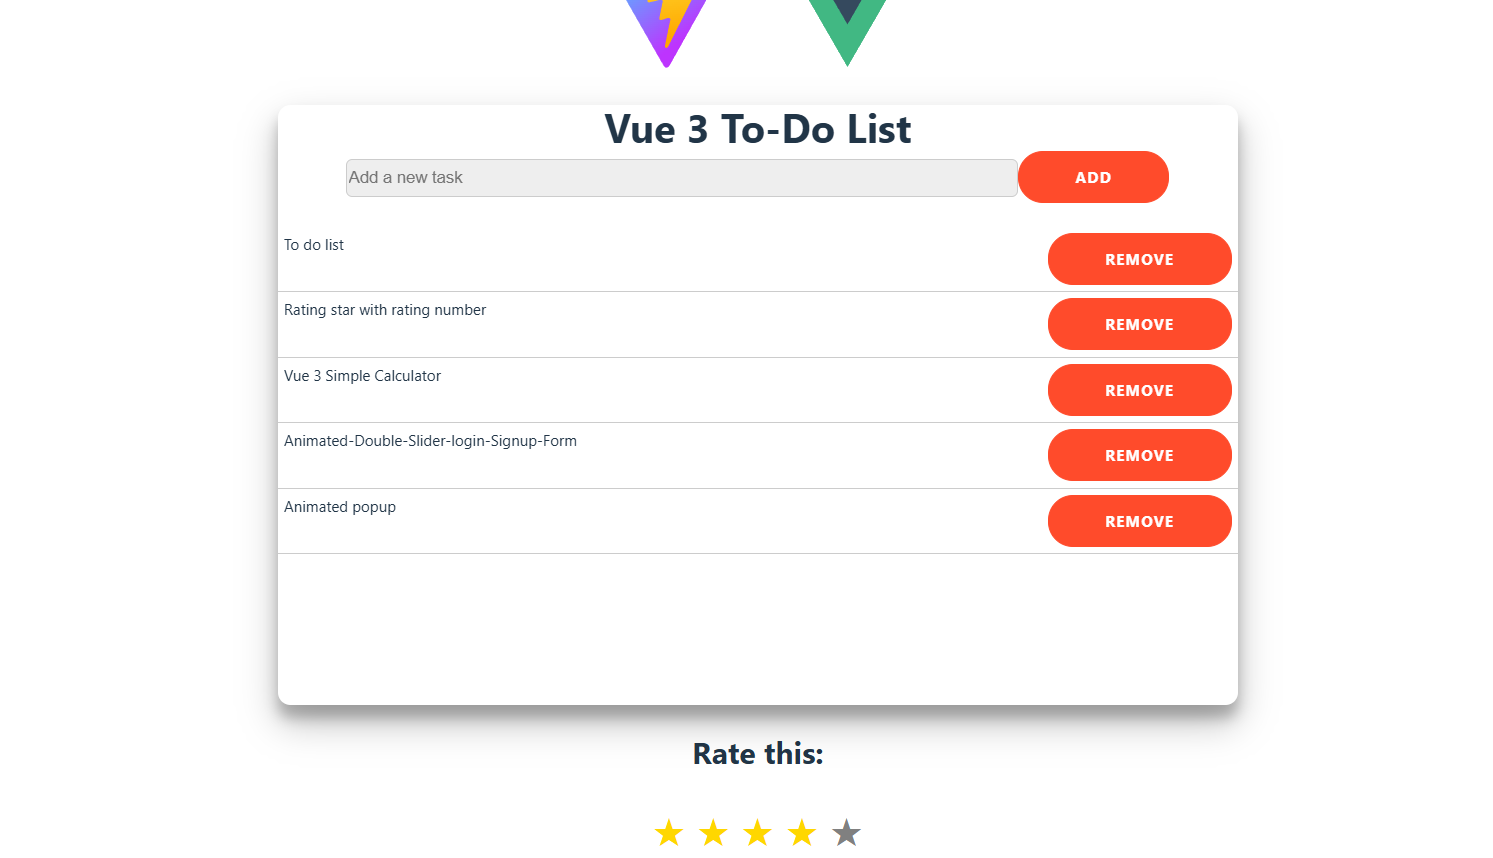 Vue 3 To-Do List
Add a new task ADD
To do list REMOVE
Rating star with rating number REMOVE
Vue 3 Simple Calculator REMOVE
Animated-Double-Slider-login-Signup-Form REMOVE
Animated popup REMOVE
Rate this: